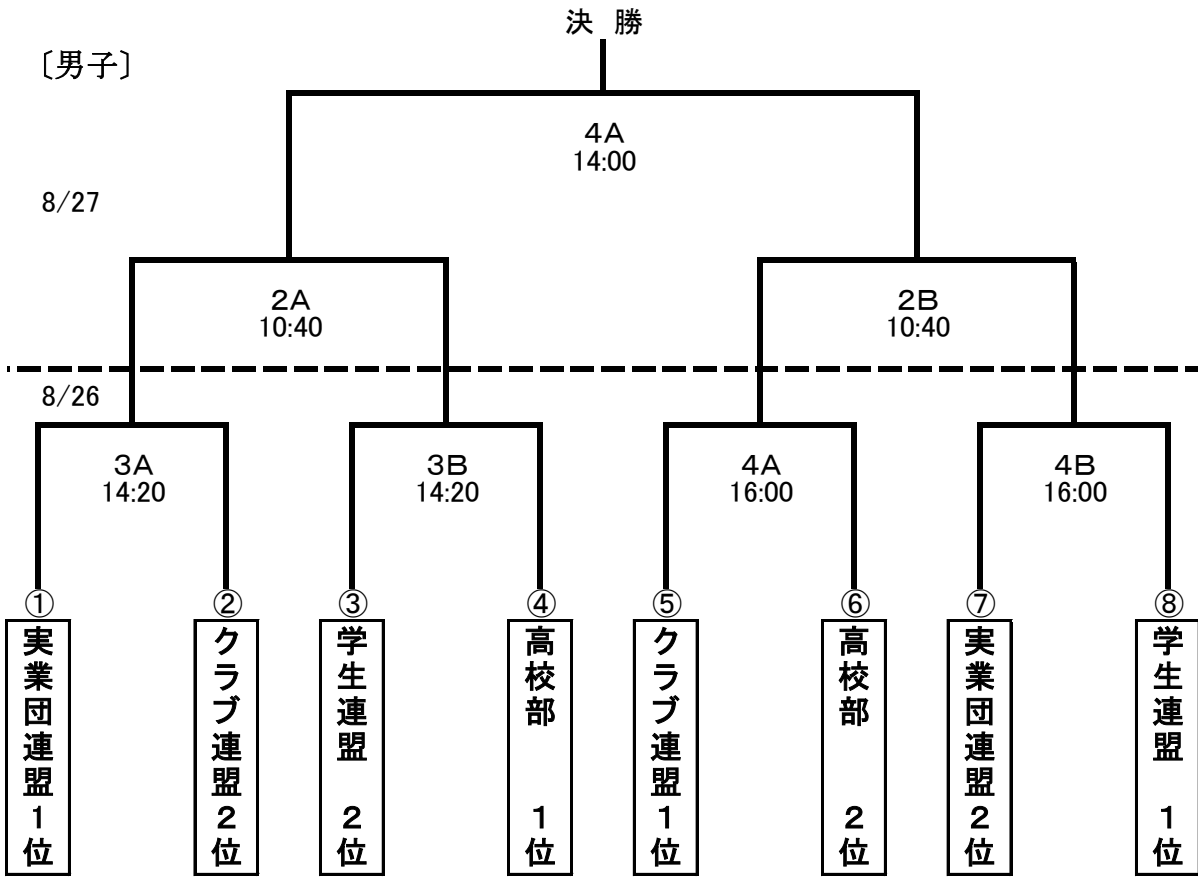 決 勝
〔男子〕
4A
14:00
8/27
2A
10:40
2B
10:40
8/26
3A
14:20
3B
14:20
4A
16:00
4B
16:00
①
②
③
④
⑤
⑥
⑦
⑧
実業団連盟1位
クラブ連盟2位
学生連盟 2位
高校部 1位
クラブ連盟1位
高校部 2位
実業団連盟2位
学生連盟 1位